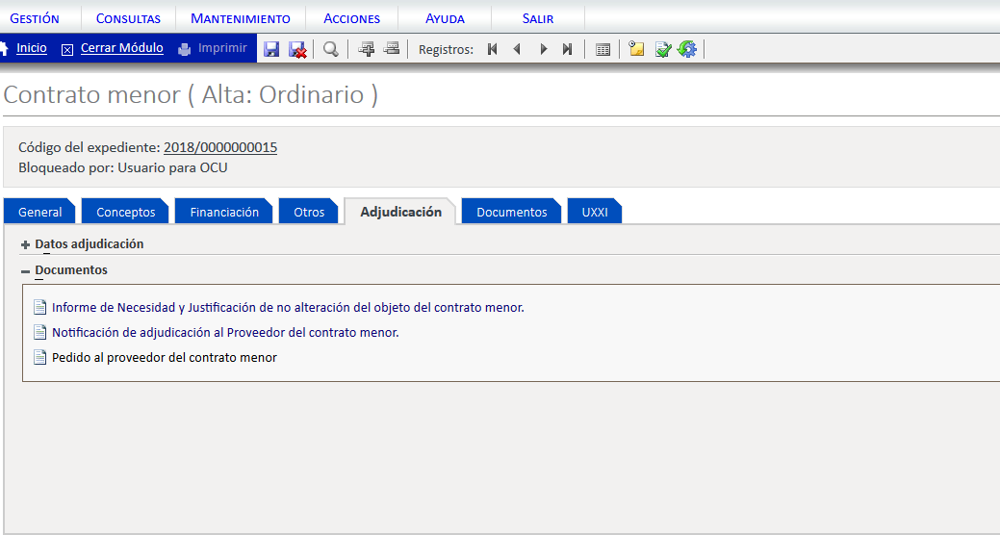 Gestión Consultas Mantenimiento Acciones Ayuda Salir
Inicio Cerrar Módulo Imprimir Registros:
Contrato menor ( Alta: Ordinario )
Código del expediente: 2018/0000000015
Bloqueado por: Usuario para OCU
General Conceptos Financiación Otros Adjudicación Documentos UXXI
Datos adjudicación
Documentos
Informe de Necesidad y Justificación de no alteración del objeto del contrato menor.
Notificación de adjudicación al Proveedor del contrato menor.
Pedido al proveedor del contrato menor